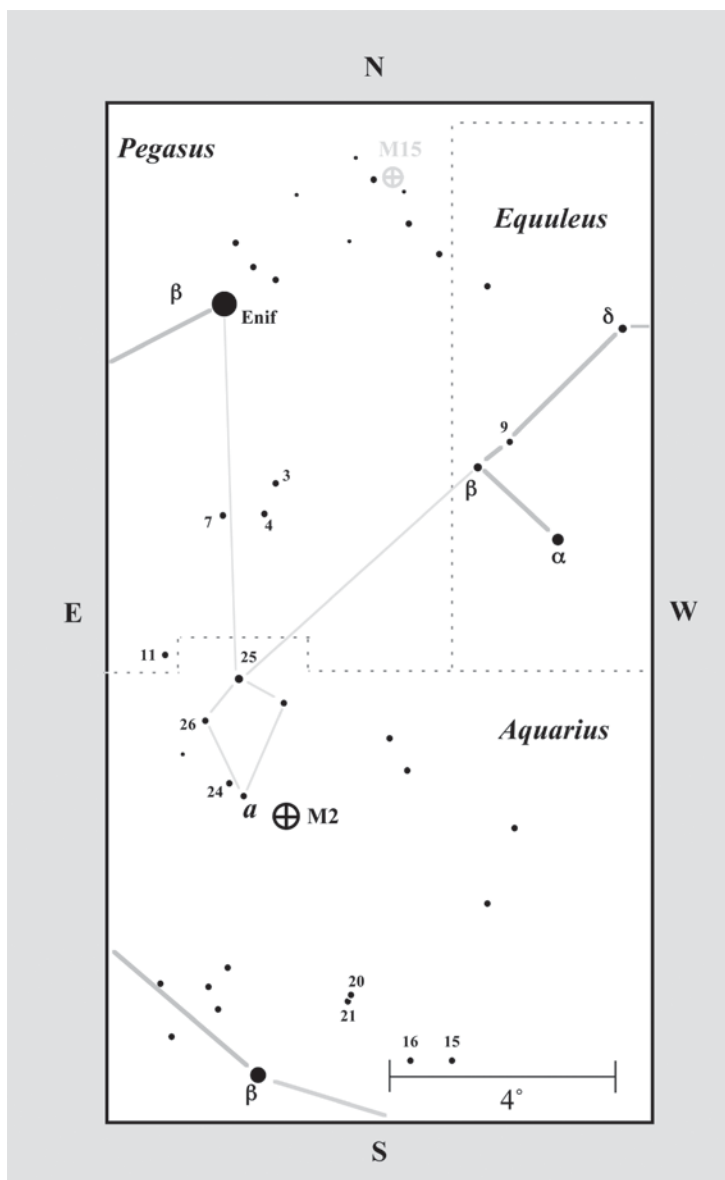 N
Pegasus
M15
Equuleus
β
Enif
δ
9
3
β
7
4
α
E
W
11
25
26
Aquarius
24
a
M2
20
21
16
15
β
4°
S